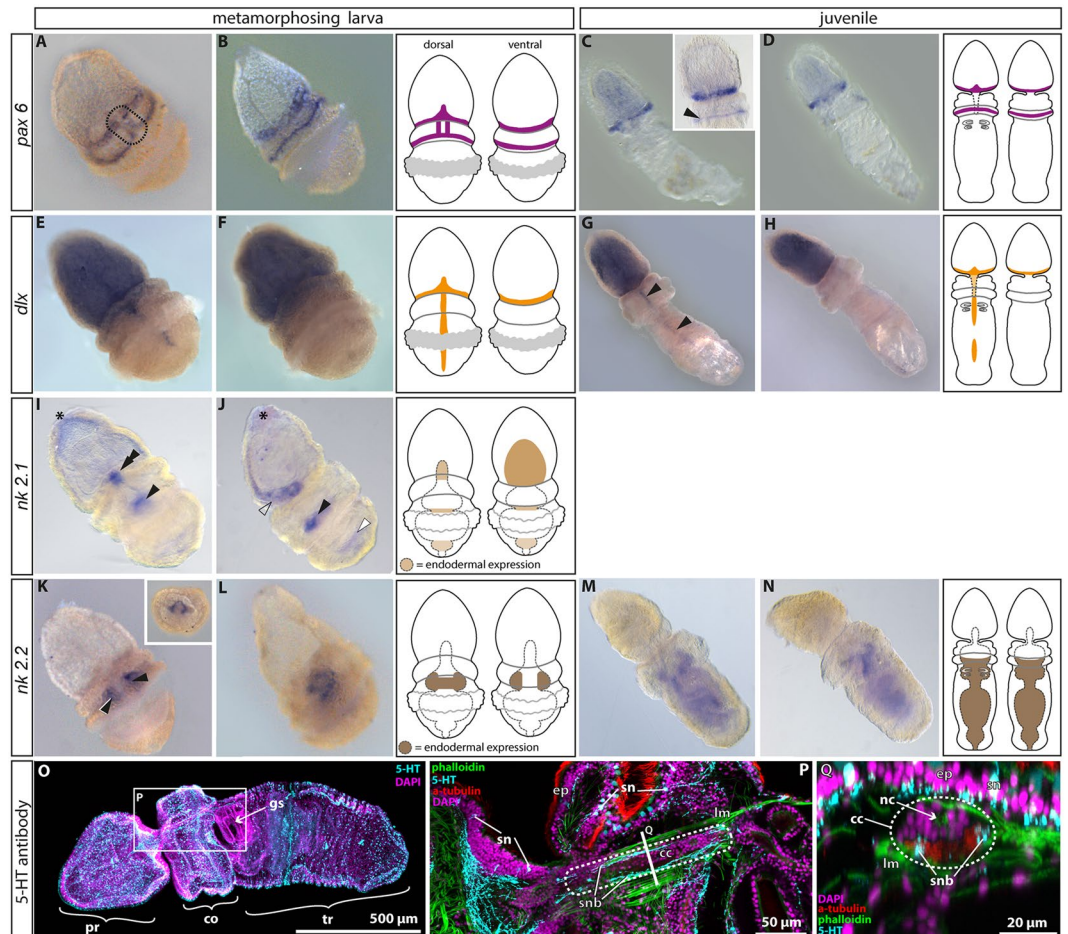 metamorphosing larva
juvenile
pax 6
A
B
dorsal
ventral
C
D
dlx
E
F
G
H
nk 2.1
I
*
J
*
= endodermal expression
nk 2.2
K
L
= endodermal expression
M
N
5-HT antibody
O
5-HT
DAPI
P
gs
pr
co
tr
500 µm
phalloidin
5-HT
a-tubulin
DAPI
P
ep
sn
sn
lm
Q
cc
snb
50 µm
Q
ep
sn
nc
cc
lm
snb
DAPI
a-tubulin
phalloidin
5-HT
20 µm